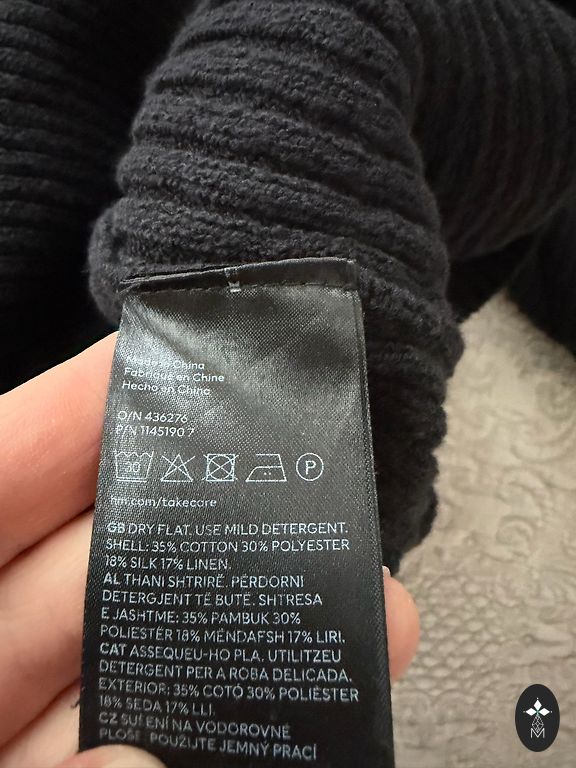 Made in China
Fabriqué en Chine
Hecho en China
O/N 436276
P/N 1145190 7
30
P
hm.com/takecare
GB DRY FLAT. USE MILD DETERGENT.
SHELL: 35% COTTON 30% POLYESTER
18% SILK 17% LINEN.
AL THANI SHTRIRË. PËRDORNI
DETERGJENT TË BUTË. SHTRESA
E JASHTME: 35% PAMBUK 30%
POLIESTËR 18% MËNDAFSH 17% LIRI.
CAT ASSEQUEU-HO PLA. UTILITZEU
DETERGENT PER A ROBA DELICADA.
EXTERIOR: 35% COTÓ 30% POLIÈSTER
18% SEDA 17% LLI.
CZ SUŠENÍ NA VODOROVNÉ
PLOŠE. POUŽIJTE JEMNÝ PRACÍ
M